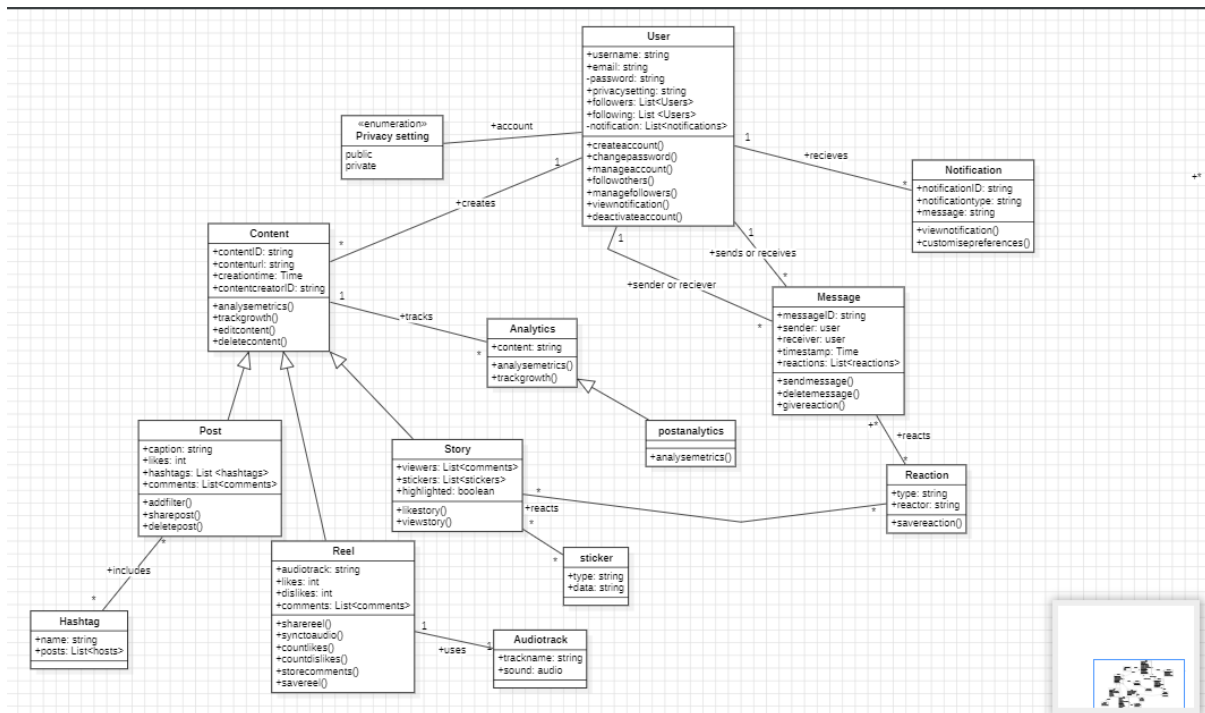 User
+username: string
+email: string
-password: string
+privacysetting: string
+followers: List<Users>
+following: List <Users>
-notification: List<notifications>
+createaccount()
+changepassword()
+manageaccount()
+followothers()
+managefollowers()
+viewnotification()
+deactivateaccount()
«enumeration»
Privacy setting
public
private
+account
1
+creates
*
1
+recieves
*
Notification
+notificationID: string
+notificationtype: string
+message: string
+viewnotification()
+customisepreferences()
+*
Content
+contentID: string
+contenturl: string
+creationtime: Time
+contentcreatorID: string
+analysemetrics()
+trackgrowth()
+editcontent()
+deletecontent()
1
+sender or reciever
*
1
+sends or receives
*
Message
+messageID: string
+sender: user
+receiver: user
+timestamp: Time
+reactions: List<reactions>
+sendmessage()
+deletemessage()
+givereaction()
1
+tracks
*
Analytics
+content: string
+analysemetrics()
+trackgrowth()
postanalytics
+analysemetrics()
+*
+reacts
*
Reaction
+type: string
+reactor: string
+savereaction()
Post
+caption: string
+likes: int
+hashtags: List <hashtags>
+comments: List<comments>
+addfilter()
+sharepost()
+deletepost()
Story
+viewers: List<comments>
+stickers: List<stickers>
+highlighted: boolean
+likestory()
+viewstory()
*
+reacts
*
*
*
sticker
+type: string
+data: string
*
+includes
*
Hashtag
+name: string
+posts: List<hosts>
Reel
+audiotrack: string
+likes: int
+dislikes: int
+comments: List<comments>
+sharereel()
+synctoaudio()
+countlikes()
+countdislikes()
+storecomments()
+savereel()
1
+uses
1
Audiotrack
+trackname: string
+sound: audio